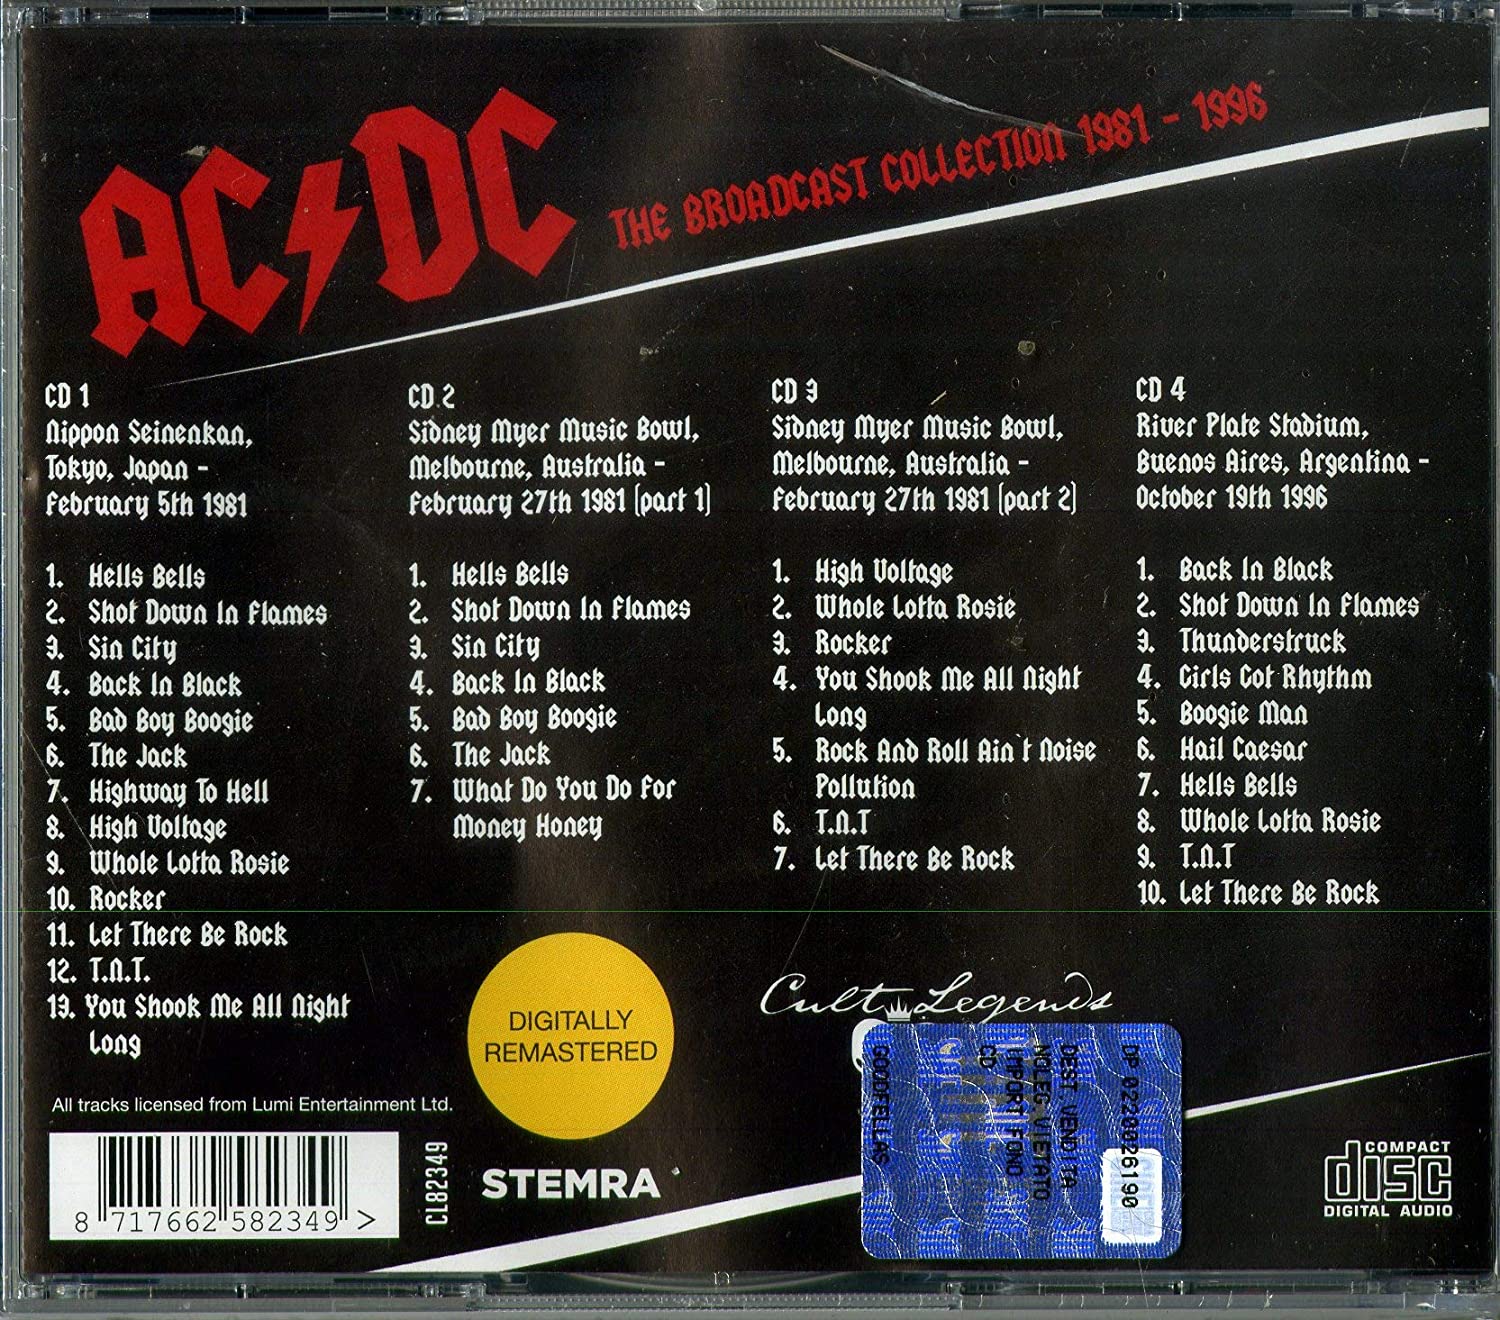 AC/DC
THE BROADCAST COLLECTION 1981 - 1996
CD 1
Nippon Seinenkan,
Tokyo, Japan -
February 5th 1981
1. Hells Bells
2. Shot Down In Flames
3. Sin City
4. Back In Black
5. Bad Boy Boogie
6. The Jack
7. Highway To Hell
8. High Voltage
9. Whole Lotta Rosie
10. Rocker
11. Let There Be Rock
12. T.N.T.
13. You Shook Me All Night
Long
CD 2
Sidney Myer Music Bowl,
Melbourne, Australia -
February 27th 1981 (part 1)
1. Hells Bells
2. Shot Down In Flames
3. Sin City
4. Back In Black
5. Bad Boy Boogie
6. The Jack
7. What Do You Do For
Money Honey
CD 3
Sidney Myer Music Bowl,
Melbourne, Australia -
February 27th 1981 (part 2)
1. High Voltage
2. Whole Lotta Rosie
3. Rocker
4. You Shook Me All Night
Long
5. Rock And Roll Ain`t Noise
Pollution
6. T.N.T
7. Let There Be Rock
CD 4
River Plate Stadium,
Buenos Aires, Argentina -
October 19th 1996
1. Back In Black
2. Shot Down In Flames
3. Thunderstruck
4. Girls Got Rhythm
5. Boogie Man
6. Hail Caesar
7. Hells Bells
8. Whole Lotta Rosie
9. T.N.T
10. Let There Be Rock
All tracks licensed from Lumi Entertainment Ltd.
8 717662 582349 >
CL82349
DIGITALLY
REMASTERED
STEMRA
Cult Legends
DP 0220026190
DEST.VENDITA
NOLEG.VIETATO
IMPORT FONO
CD
GOODFELLAS
COMPACT
disc
DIGITAL AUDIO